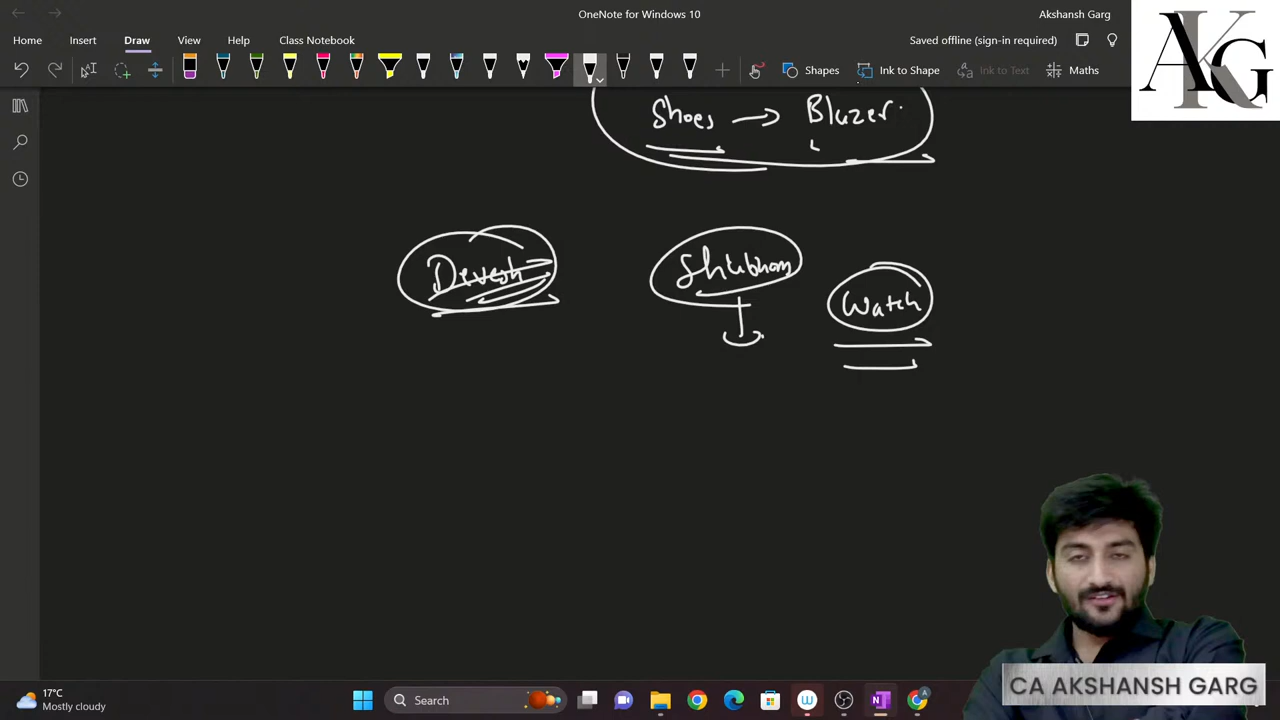 OneNote for Windows 10
Akshansh Garg
Home Insert Draw View Help Class Notebook
Saved offline (sign-in required)
Shapes Ink to Shape Ink to Text Maths
AKG
Shoes → Blazer
Devesh
Shubham
Watch
CA AKSHANSH GARG
17°C
Mostly cloudy
Search